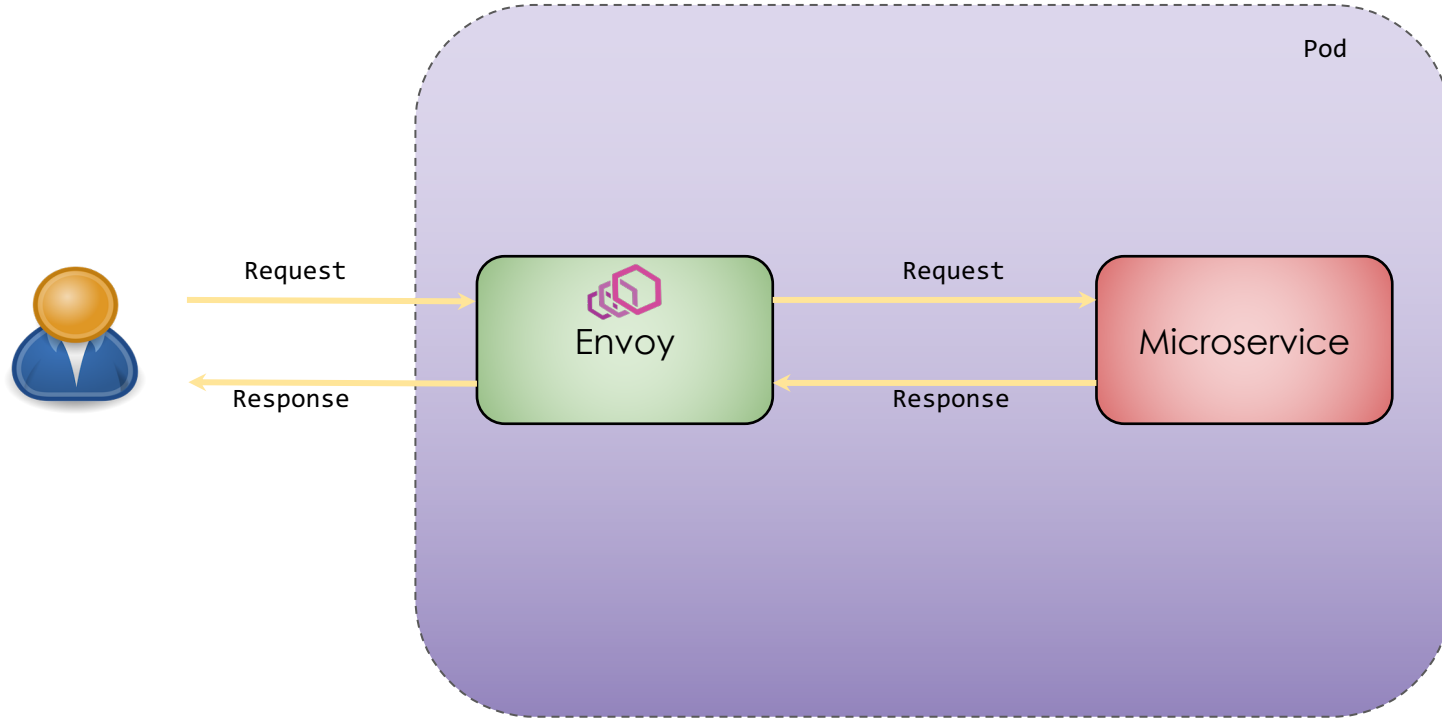 Pod
Request
Request
Envoy
Microservice
Response
Response